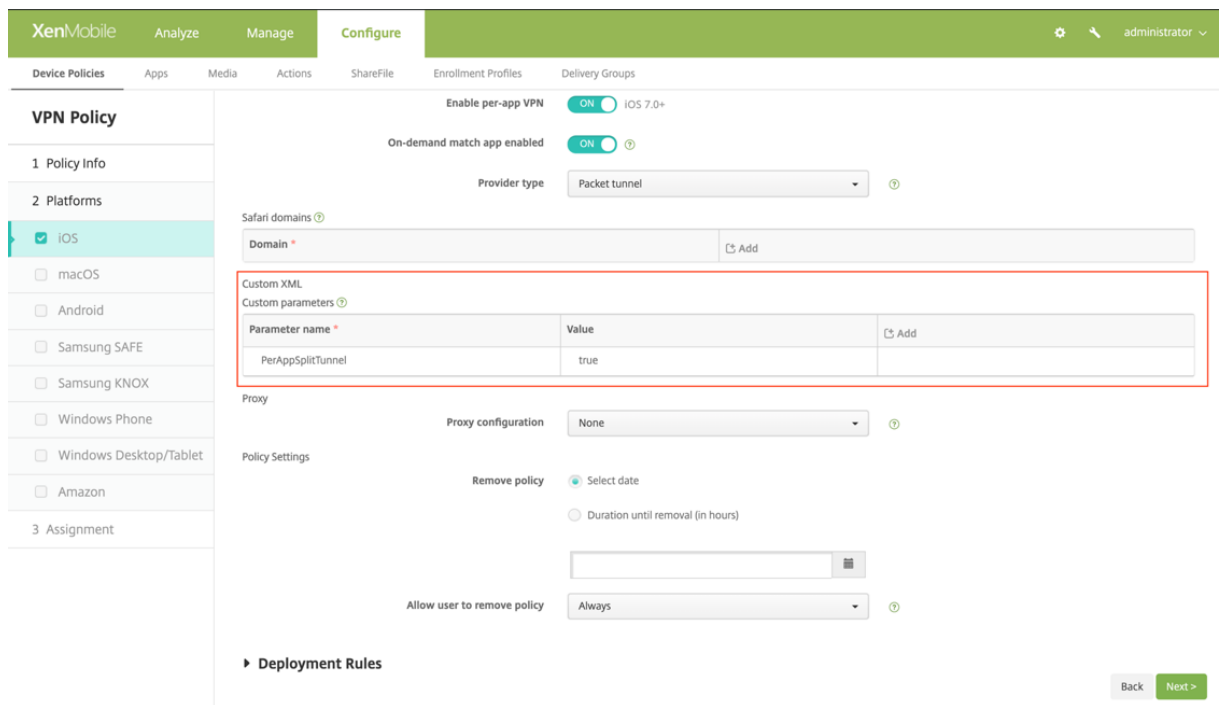 XenMobile Analyze Manage Configure administrator
Device Policies Apps Media Actions ShareFile Enrollment Profiles Delivery Groups
VPN Policy
1 Policy Info
2 Platforms
iOS
macOS
Android
Samsung SAFE
Samsung KNOX
Windows Phone
Windows Desktop/Tablet
Amazon
3 Assignment
Enable per-app VPN ON iOS 7.0+
On-demand match app enabled ON ?
Provider type Packet tunnel ?
Safari domains ?
Domain * Add
Custom XML
Custom parameters ?
Parameter name * Value Add
PerAppSplitTunnel true
Proxy
Proxy configuration None ?
Policy Settings
Remove policy Select date
Duration until removal (in hours)
Allow user to remove policy Always ?
Deployment Rules
Back Next >